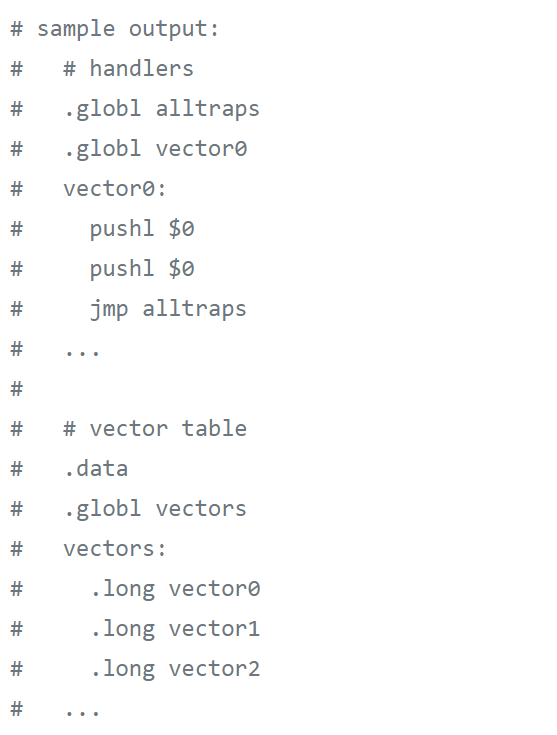 # sample output:
#   # handlers
#   .globl alltraps
#   .globl vector0
#   vector0:
#     pushl $0
#     pushl $0
#     jmp alltraps
#   ...
#
#   # vector table
#   .data
#   .globl vectors
#   vectors:
#     .long vector0
#     .long vector1
#     .long vector2
#   ...